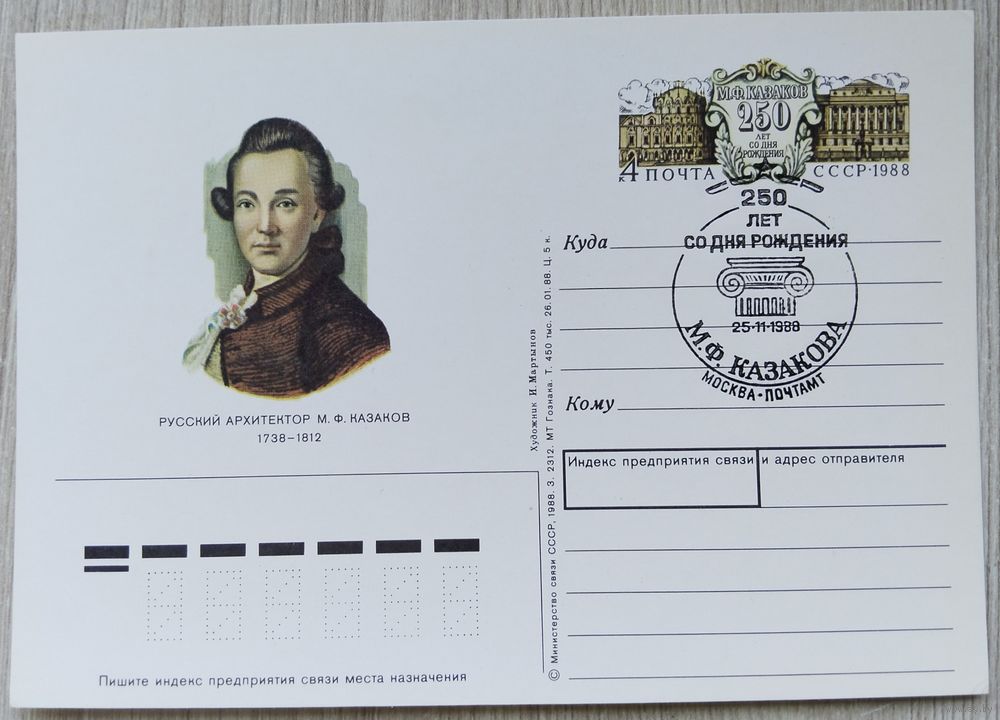 М.Ф. КАЗАКОВ
250
ЛЕТ
СО ДНЯ
РОЖДЕНИЯ
4 К ПОЧТА СССР·1988
250
ЛЕТ
СО ДНЯ РОЖДЕНИЯ
25·11·1988
М.Ф. КАЗАКОВА
МОСКВА·ПОЧТАМТ
РУССКИЙ АРХИТЕКТОР М. Ф. КАЗАКОВ
1738–1812
Куда
Кому
Индекс предприятия связи и адрес отправителя
Художник И. Мартынов
© Министерство связи СССР, 1988. З. 2312. МТ Гознака. Т. 450 тыс. 26.01.88. Ц. 5 к.
Пишите индекс предприятия связи места назначения